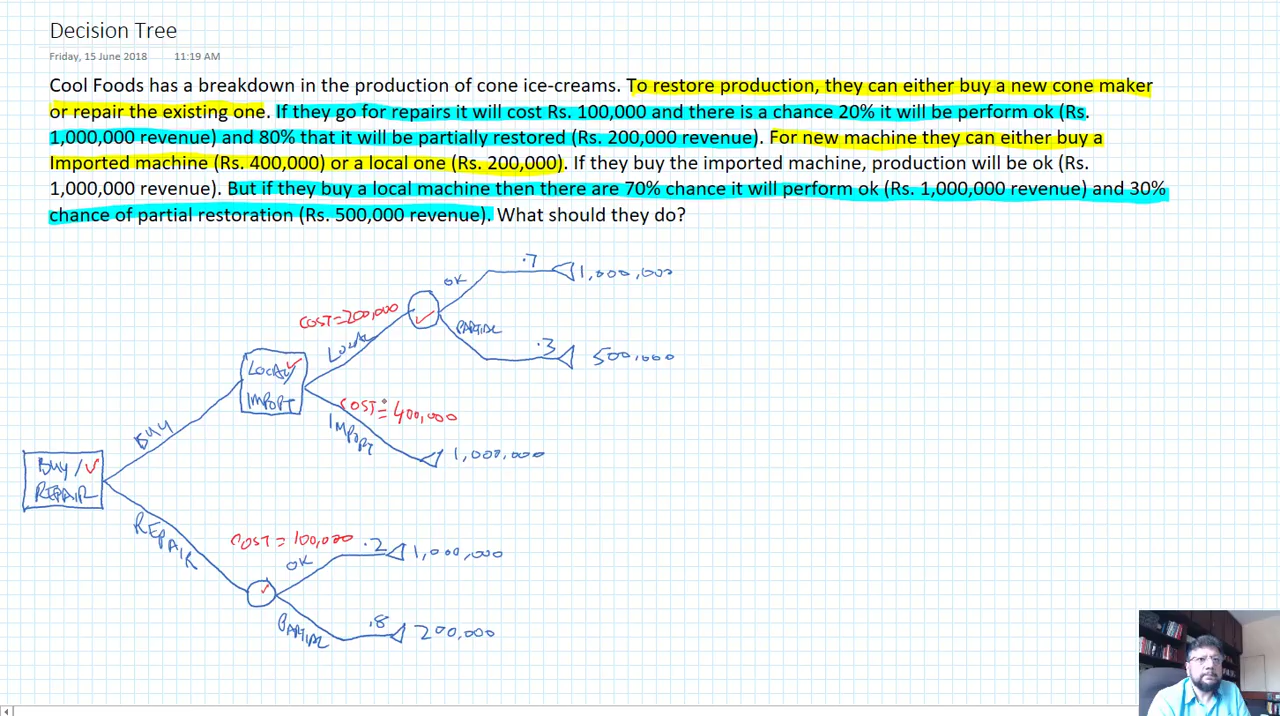 Decision Tree
Friday, 15 June 2018 11:19 AM
Cool Foods has a breakdown in the production of cone ice-creams. To restore production, they can either buy a new cone maker
or repair the existing one. If they go for repairs it will cost Rs. 100,000 and there is a chance 20% it will be perform ok (Rs.
1,000,000 revenue) and 80% that it will be partially restored (Rs. 200,000 revenue). For new machine they can either buy a
Imported machine (Rs. 400,000) or a local one (Rs. 200,000). If they buy the imported machine, production will be ok (Rs.
1,000,000 revenue). But if they buy a local machine then there are 70% chance it will perform ok (Rs. 1,000,000 revenue) and 30%
chance of partial restoration (Rs. 500,000 revenue). What should they do?
.7
OK
1,000,000
COST=200,000
LOCAL
PARTIAL
.3
500,000
LOCAL/
IMPORT
COST=400,000
IMPORT
1,000,000
BUY
BUY/
REPAIR
REPAIR
COST=100,000
.2
OK
1,000,000
PARTIAL
.8
200,000